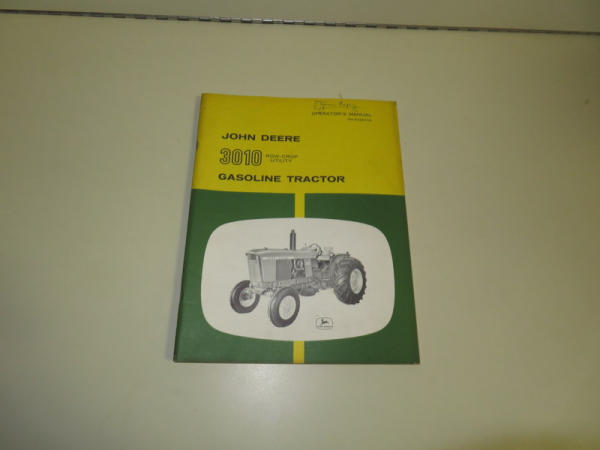 OPERATOR'S MANUAL
JOHN DEERE
3010 ROW-CROP
UTILITY
GASOLINE TRACTOR